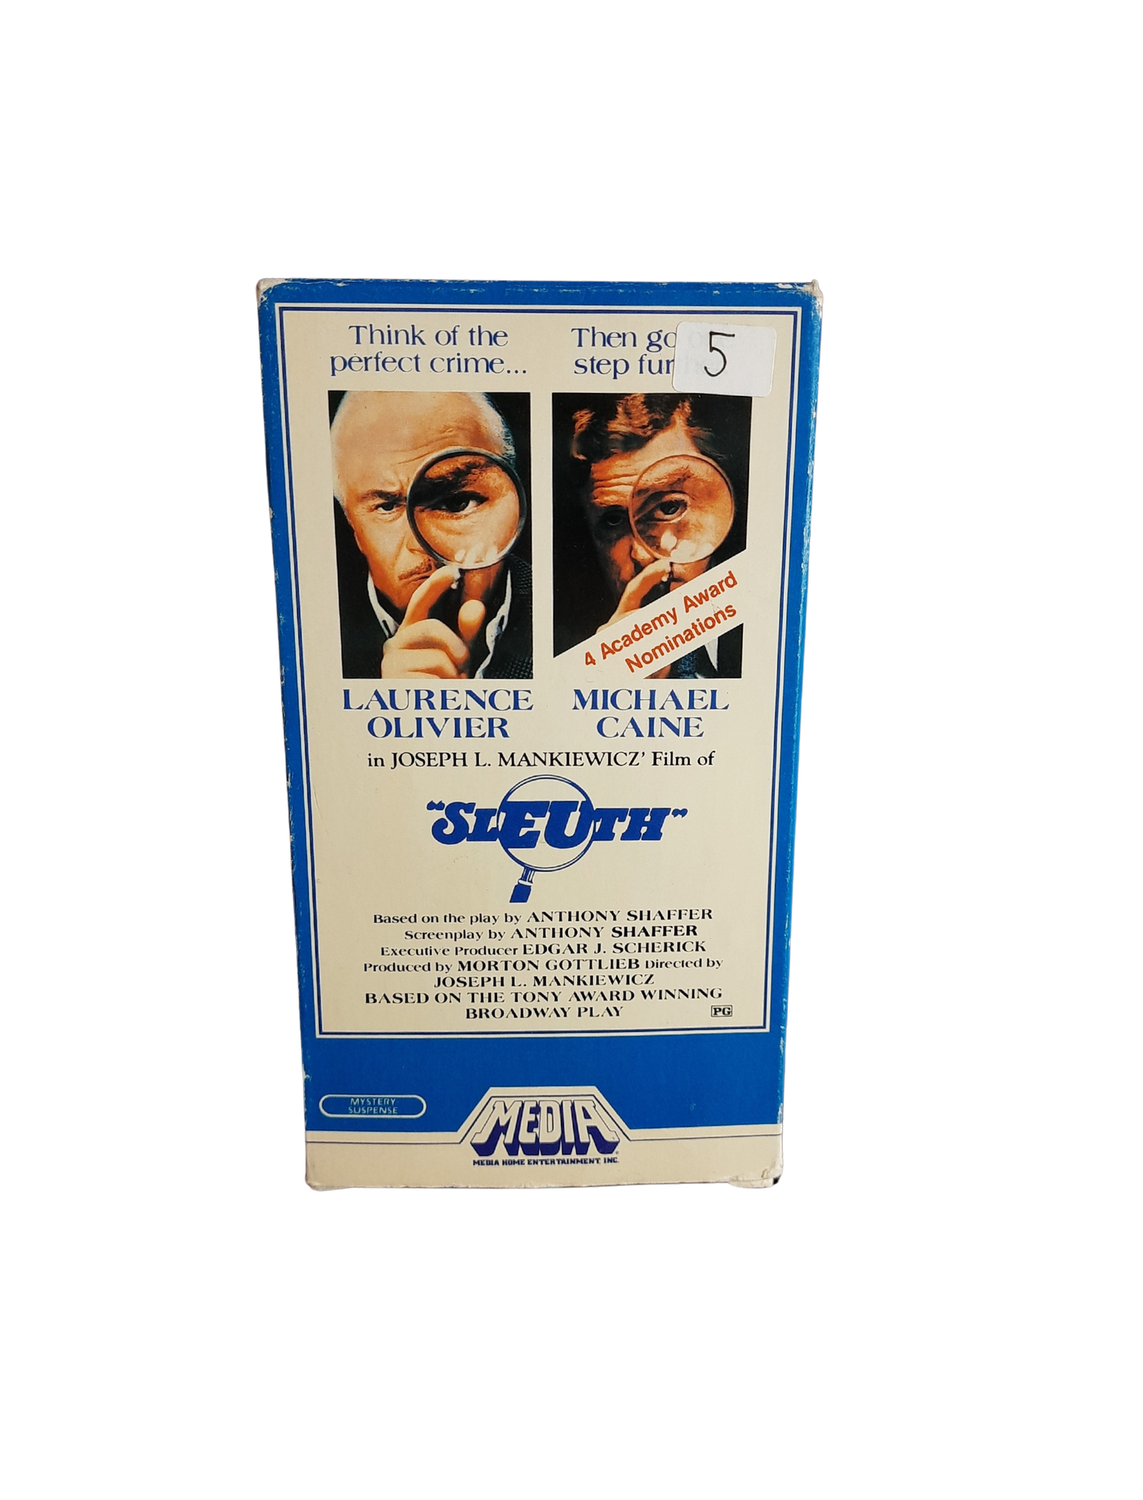 Think of the
perfect crime...
Then go
step
5
4 Academy Award
Nominations
LAURENCE
OLIVIER
MICHAEL
CAINE
in JOSEPH L. MANKIEWICZ' Film of
"SLEUTH"
Based on the play by ANTHONY SHAFFER
Screenplay by ANTHONY SHAFFER
Executive Producer EDGAR J. SCHERICK
Produced by MORTON GOTTLIEB Directed by
JOSEPH L. MANKIEWICZ
BASED ON THE TONY AWARD WINNING
BROADWAY PLAY
PG
MYSTERY
SUSPENSE
MEDIA
MEDIA HOME ENTERTAINMENT, INC.